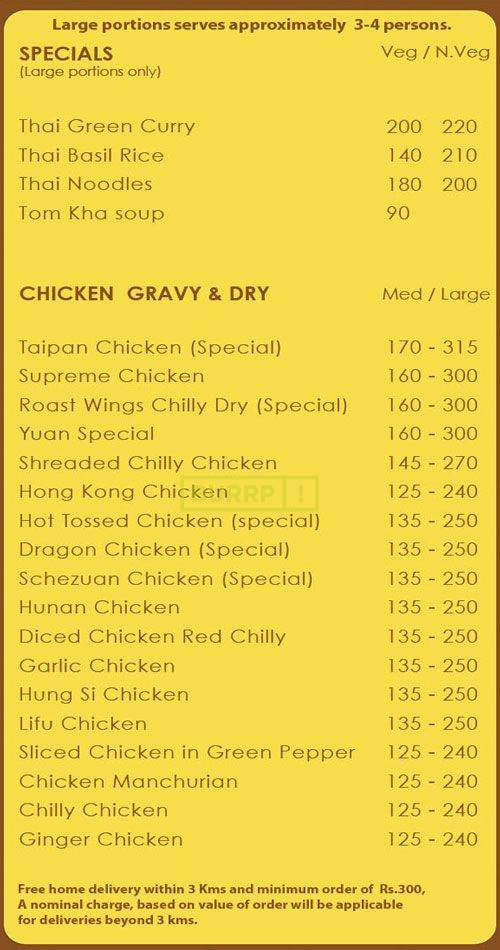 Large portions serves approximately 3-4 persons.
SPECIALS Veg / N.Veg
(Large portions only)
Thai Green Curry 200 220
Thai Basil Rice 140 210
Thai Noodles 180 200
Tom Kha soup 90
CHICKEN GRAVY & DRY Med / Large
Taipan Chicken (Special) 170 - 315
Supreme Chicken 160 - 300
Roast Wings Chilly Dry (Special) 160 - 300
Yuan Special 160 - 300
Shreaded Chilly Chicken 145 - 270
Hong Kong Chicken 125 - 240
BURRP !
Hot Tossed Chicken (special) 135 - 250
Dragon Chicken (Special) 135 - 250
Schezuan Chicken (Special) 135 - 250
Hunan Chicken 135 - 250
Diced Chicken Red Chilly 135 - 250
Garlic Chicken 135 - 250
Hung Si Chicken 135 - 250
Lifu Chicken 135 - 250
Sliced Chicken in Green Pepper 125 - 240
Chicken Manchurian 125 - 240
Chilly Chicken 125 - 240
Ginger Chicken 125 - 240
Free home delivery within 3 Kms and minimum order of Rs.300,
A nominal charge, based on value of order will be applicable
for deliveries beyond 3 kms.